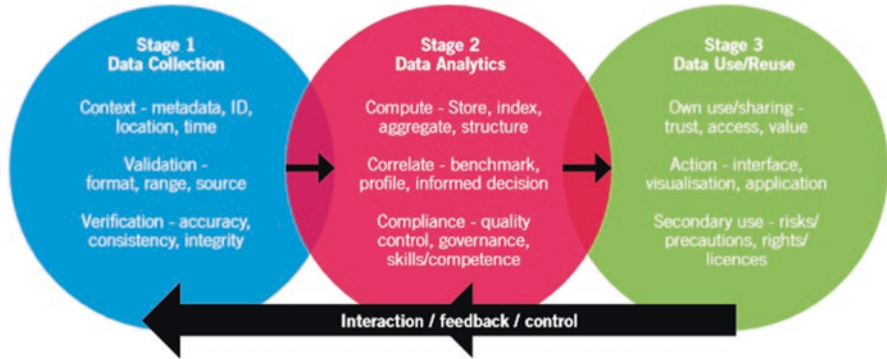 Stage 1
Data Collection
Context - metadata, ID,
location, time
Validation -
format, range, source
Verification - accuracy,
consistency, integrity
Stage 2
Data Analytics
Compute - Store, index,
aggregate, structure
Correlate - benchmark,
profile, informed decision
Compliance - quality
control, governance,
skills/competence
Stage 3
Data Use/Reuse
Own use/sharing -
trust, access, value
Action - interface,
visualisation, application
Secondary use - risks/
precautions, rights/
licences
Interaction / feedback / control